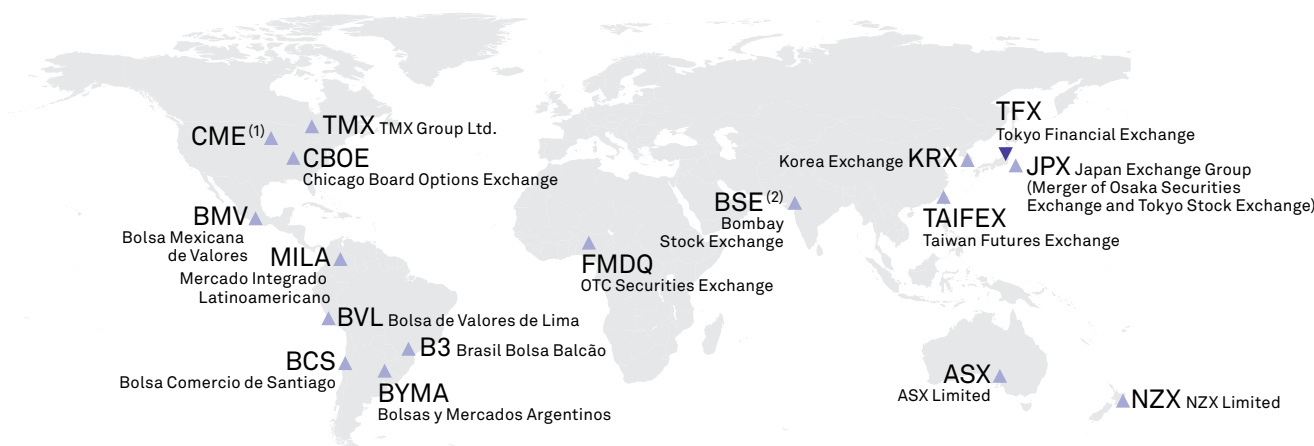 CME (1)
TMX TMX Group Ltd.
CBOE
Chicago Board Options Exchange
BMV
Bolsa Mexicana
de Valores
MILA
Mercado Integrado
Latinoamericano
BVL Bolsa de Valores de Lima
B3 Brasil Bolsa Balcão
BCS
Bolsa Comercio de Santiago
BYMA
Bolsas y Mercados Argentinos
FMDQ
OTC Securities Exchange
BSE (2)
Bombay
Stock Exchange
Korea Exchange KRX
TFX
Tokyo Financial Exchange
JPX Japan Exchange Group
(Merger of Osaka Securities
Exchange and Tokyo Stock Exchange)
TAIFEX
Taiwan Futures Exchange
ASX
ASX Limited
NZX NZX Limited